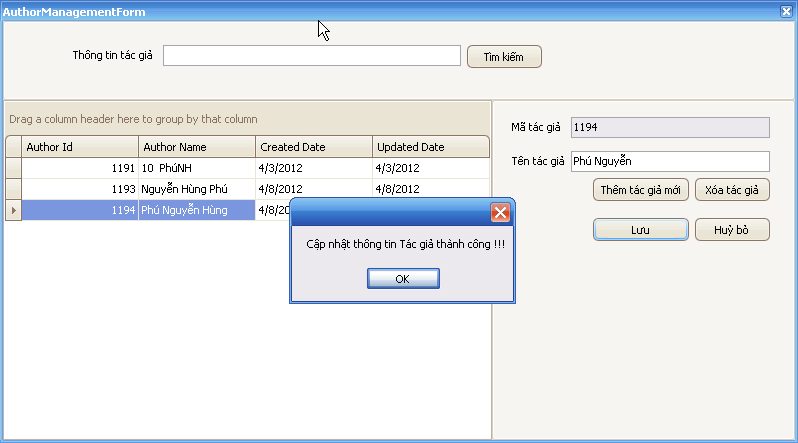 AuthorManagementForm
Thông tin tác giả
Tìm kiếm
Drag a column header here to group by that column
Author Id Author Name Created Date Updated Date
1191 10 PhúNH 4/3/2012 4/3/2012
1193 Nguyễn Hùng Phú 4/8/2012 4/8/2012
1194 Phú Nguyễn Hùng 4/8/20
Mã tác giả 1194
Tên tác giả Phú Nguyễn
Thêm tác giả mới Xóa tác giả
Lưu Huỷ bỏ
Cập nhật thông tin Tác giả thành công !!!
OK